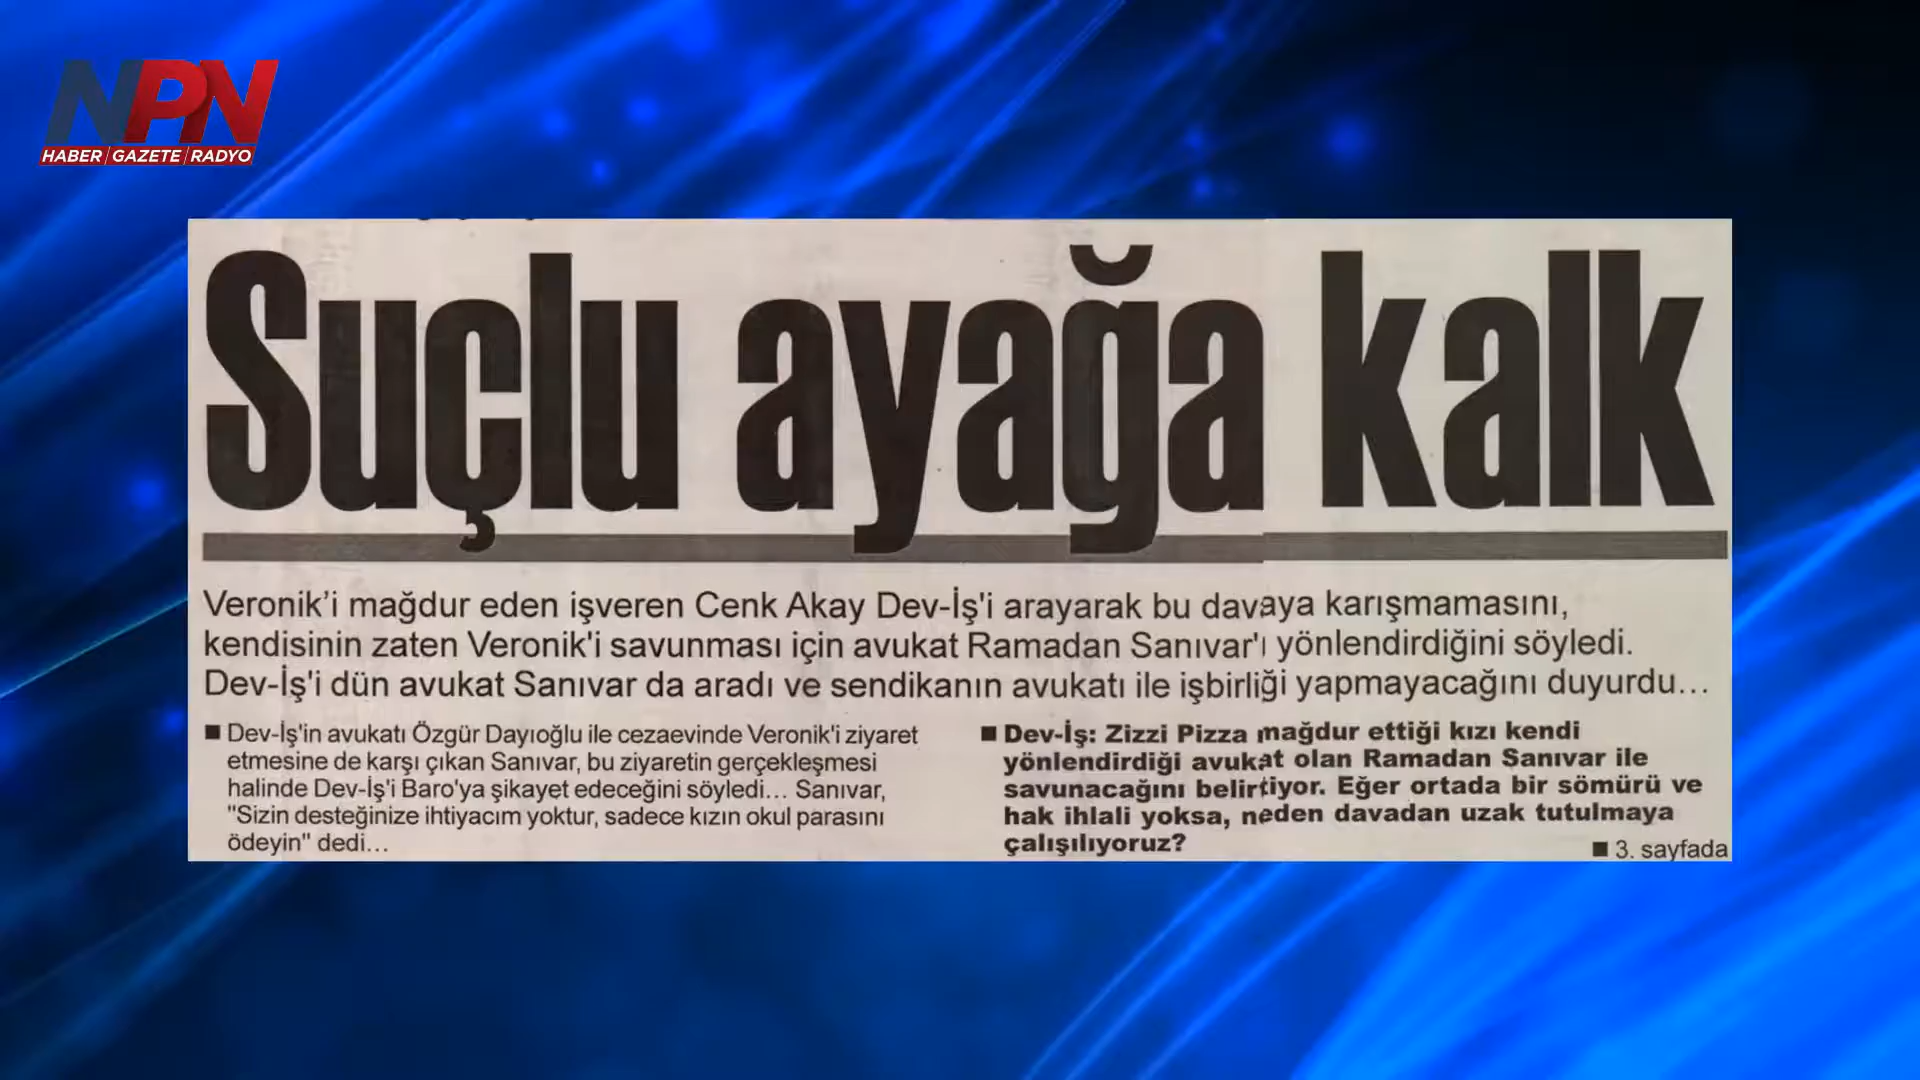 NPN
HABER GAZETE RADYO
Suçlu ayağa kalk
Veronik'i mağdur eden işveren Cenk Akay Dev-İş'i arayarak bu davaya karışmamasını,
kendisinin zaten Veronik'i savunması için avukat Ramadan Sanıvar'ı yönlendirdiğini söyledi.
Dev-İş'i dün avukat Sanıvar da aradı ve sendikanın avukatı ile işbirliği yapmayacağını duyurdu...
■ Dev-İş'in avukatı Özgür Dayıoğlu ile cezaevinde Veronik'i ziyaret
etmesine de karşı çıkan Sanıvar, bu ziyaretin gerçekleşmesi
halinde Dev-İş'i Baro'ya şikayet edeceğini söyledi... Sanıvar,
"Sizin desteğinize ihtiyacım yoktur, sadece kızın okul parasını
ödeyin" dedi...
■ Dev-İş: Zizzi Pizza mağdur ettiği kızı kendi
yönlendirdiği avukat olan Ramadan Sanıvar ile
savunacağını belirtiyor. Eğer ortada bir sömürü ve
hak ihlali yoksa, neden davadan uzak tutulmaya
çalışılıyoruz?
■ 3. sayfada